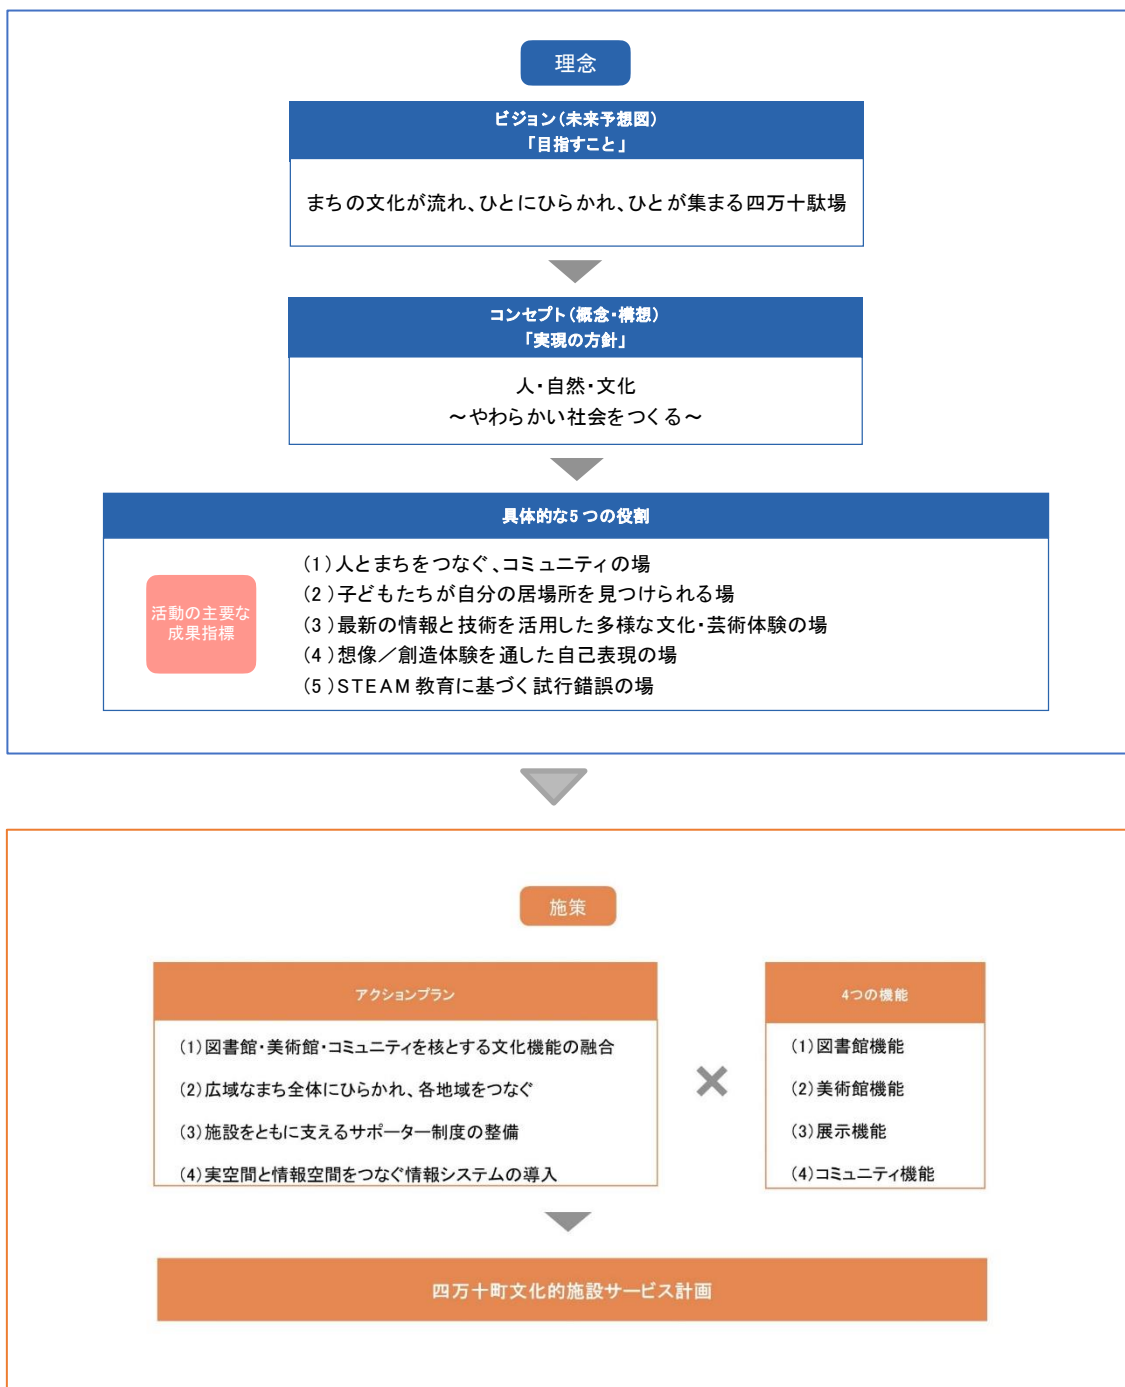 理念
ビジョン(未来予想図)
「目指すこと」
まちの文化が流れ、ひとにひらかれ、ひとが集まる四万十駄場
コンセプト(概念・構想)
「実現の方針」
人・自然・文化
～やわらかい社会をつくる～
具体的な5つの役割
活動の主要な
成果指標
(1)人とまちをつなぐ、コミュニティの場
(2)子どもたちが自分の居場所を見つけられる場
(3)最新の情報と技術を活用した多様な文化・芸術体験の場
(4)想像／創造体験を通した自己表現の場
(5)STEAM教育に基づく試行錯誤の場
施策
アクションプラン
(1)図書館・美術館・コミュニティを核とする文化機能の融合
(2)広域なまち全体にひらかれ、各地域をつなぐ
(3)施設をともに支えるサポーター制度の整備
(4)実空間と情報空間をつなぐ情報システムの導入
4つの機能
(1)図書館機能
(2)美術館機能
(3)展示機能
(4)コミュニティ機能
四万十町文化的施設サービス計画